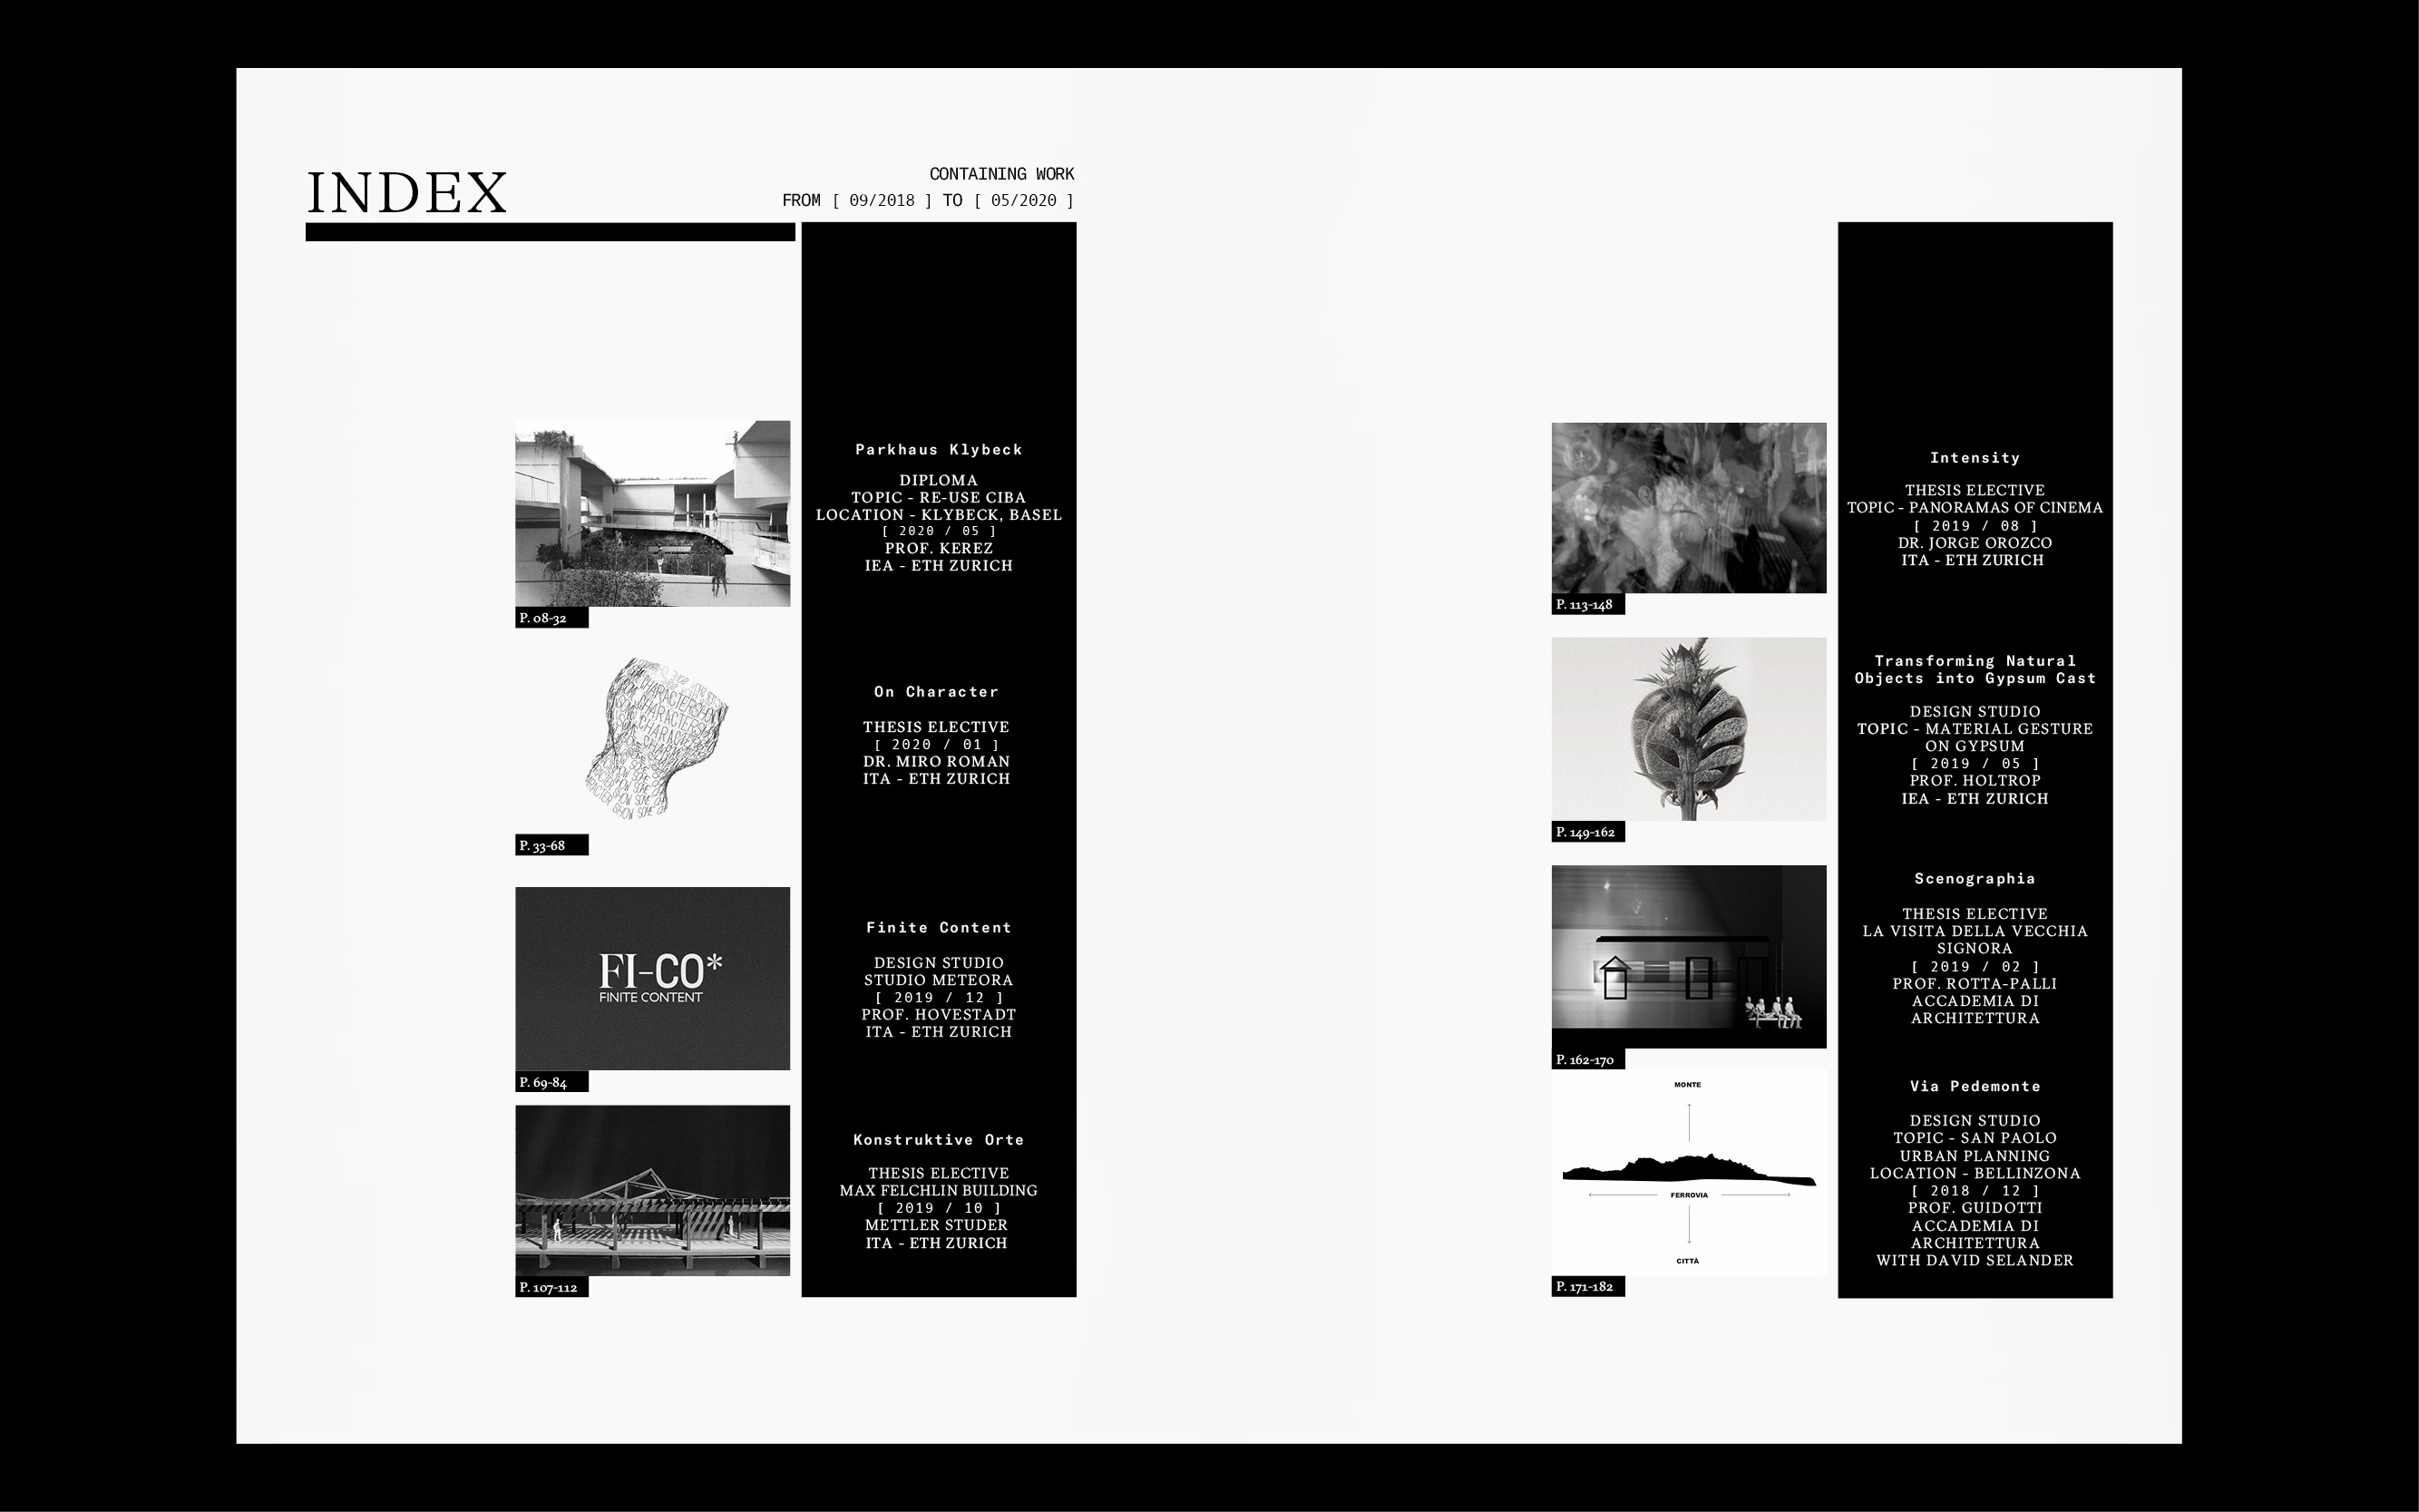 INDEX
CONTAINING WORK
FROM [ 09/2018 ] TO [ 05/2020 ]
Parkhaus Klybeck
DIPLOMA
TOPIC - RE-USE CIBA
LOCATION - KLYBECK, BASEL
[ 2020 / 05 ]
PROF. KEREZ
IEA - ETH ZURICH
P. 08-32
On Character
THESIS ELECTIVE
[ 2020 / 01 ]
DR. MIRO ROMAN
ITA - ETH ZURICH
P. 33-68
FI-CO*
FINITE CONTENT
Finite Content
DESIGN STUDIO
STUDIO METEORA
[ 2019 / 12 ]
PROF. HOVESTADT
ITA - ETH ZURICH
P. 69-84
Konstruktive Orte
THESIS ELECTIVE
MAX FELCHLIN BUILDING
[ 2019 / 10 ]
METTLER STUDER
ITA - ETH ZURICH
P. 107-112
Intensity
THESIS ELECTIVE
TOPIC - PANORAMAS OF CINEMA
[ 2019 / 08 ]
DR. JORGE OROZCO
ITA - ETH ZURICH
P. 113-148
Transforming Natural
Objects into Gypsum Cast
DESIGN STUDIO
TOPIC - MATERIAL GESTURE
ON GYPSUM
[ 2019 / 05 ]
PROF. HOLTROP
IEA - ETH ZURICH
P. 149-162
Scenographia
THESIS ELECTIVE
LA VISITA DELLA VECCHIA
SIGNORA
[ 2019 / 02 ]
PROF. ROTTA-PALLI
ACCADEMIA DI
ARCHITETTURA
P. 162-170
MONTE
FERROVIA
CITTÀ
Via Pedemonte
DESIGN STUDIO
TOPIC - SAN PAOLO
URBAN PLANNING
LOCATION - BELLINZONA
[ 2018 / 12 ]
PROF. GUIDOTTI
ACCADEMIA DI
ARCHITETTURA
WITH DAVID SELANDER
P. 171-182